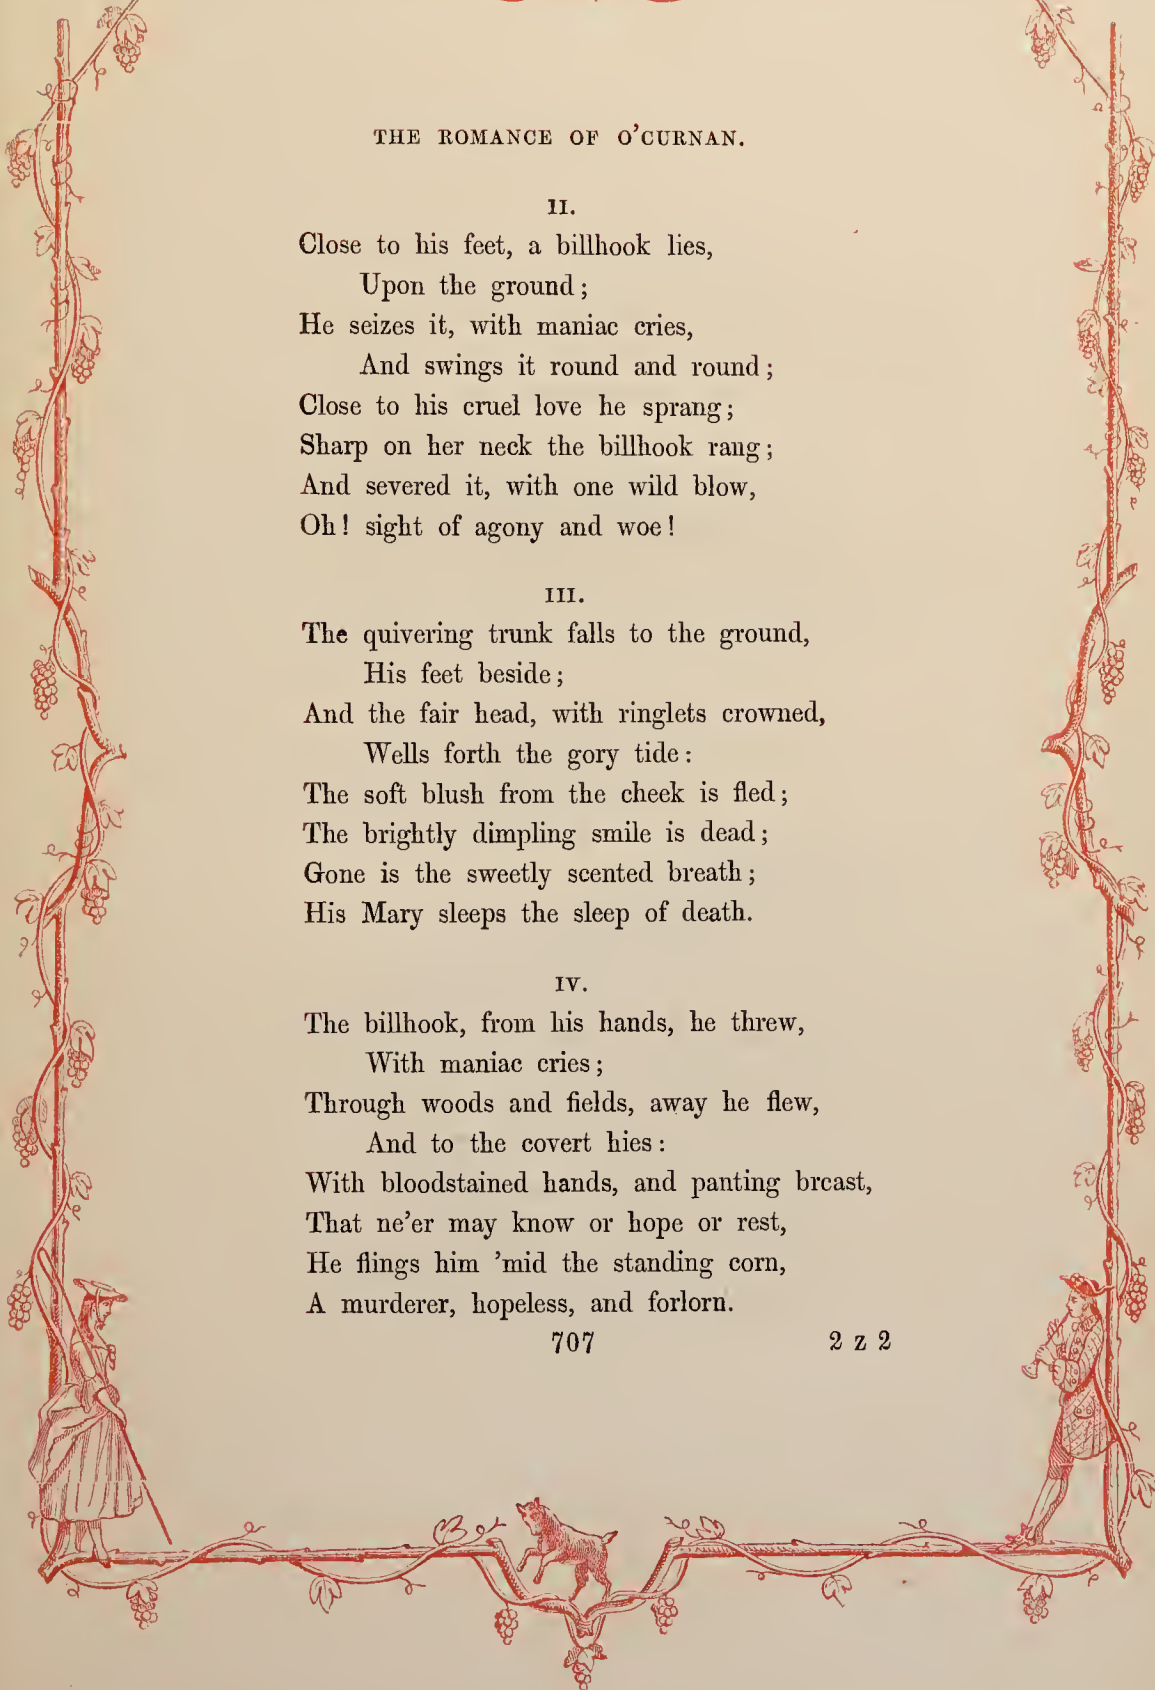 THE ROMANCE OF O'CURNAN.
II.
Close to his feet, a billhook lies,
Upon the ground;
He seizes it, with maniac cries,
And swings it round and round;
Close to his cruel love he sprang;
Sharp on her neck the billhook rang;
And severed it, with one wild blow,
Oh! sight of agony and woe!
III.
The quivering trunk falls to the ground,
His feet beside;
And the fair head, with ringlets crowned,
Wells forth the gory tide:
The soft blush from the cheek is fled;
The brightly dimpling smile is dead;
Gone is the sweetly scented breath;
His Mary sleeps the sleep of death.
IV.
The billhook, from his hands, he threw,
With maniac cries;
Through woods and fields, away he flew,
And to the covert hies:
With bloodstained hands, and panting breast,
That ne'er may know or hope or rest,
He flings him 'mid the standing corn,
A murderer, hopeless, and forlorn.
707 2 z 2